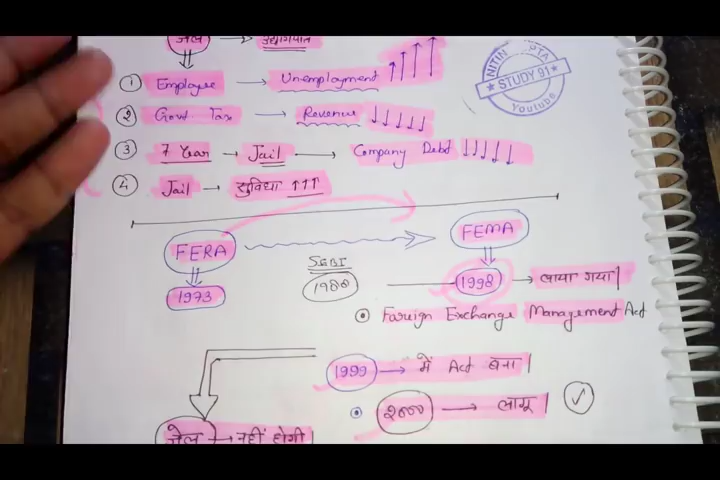 जेल → उद्योगपति
① Employee → Unemployment ↑↑↑↑
② Govt. Tax → Revenue ↓↓↓↓↓
③ 7 Year → Jail → Company Debt ↓↓↓↓↓
④ Jail → सुविधा ↑↑↑
NITIN GUPTA
★ STUDY 91 ★
Youtube
FERA → FEMA
1973
SEBI
1988
1998 → लाया गया|
Foreign Exchange Management Act
1999 → में Act बना|
2000 → लागू|
जेल → नहीं होगी|